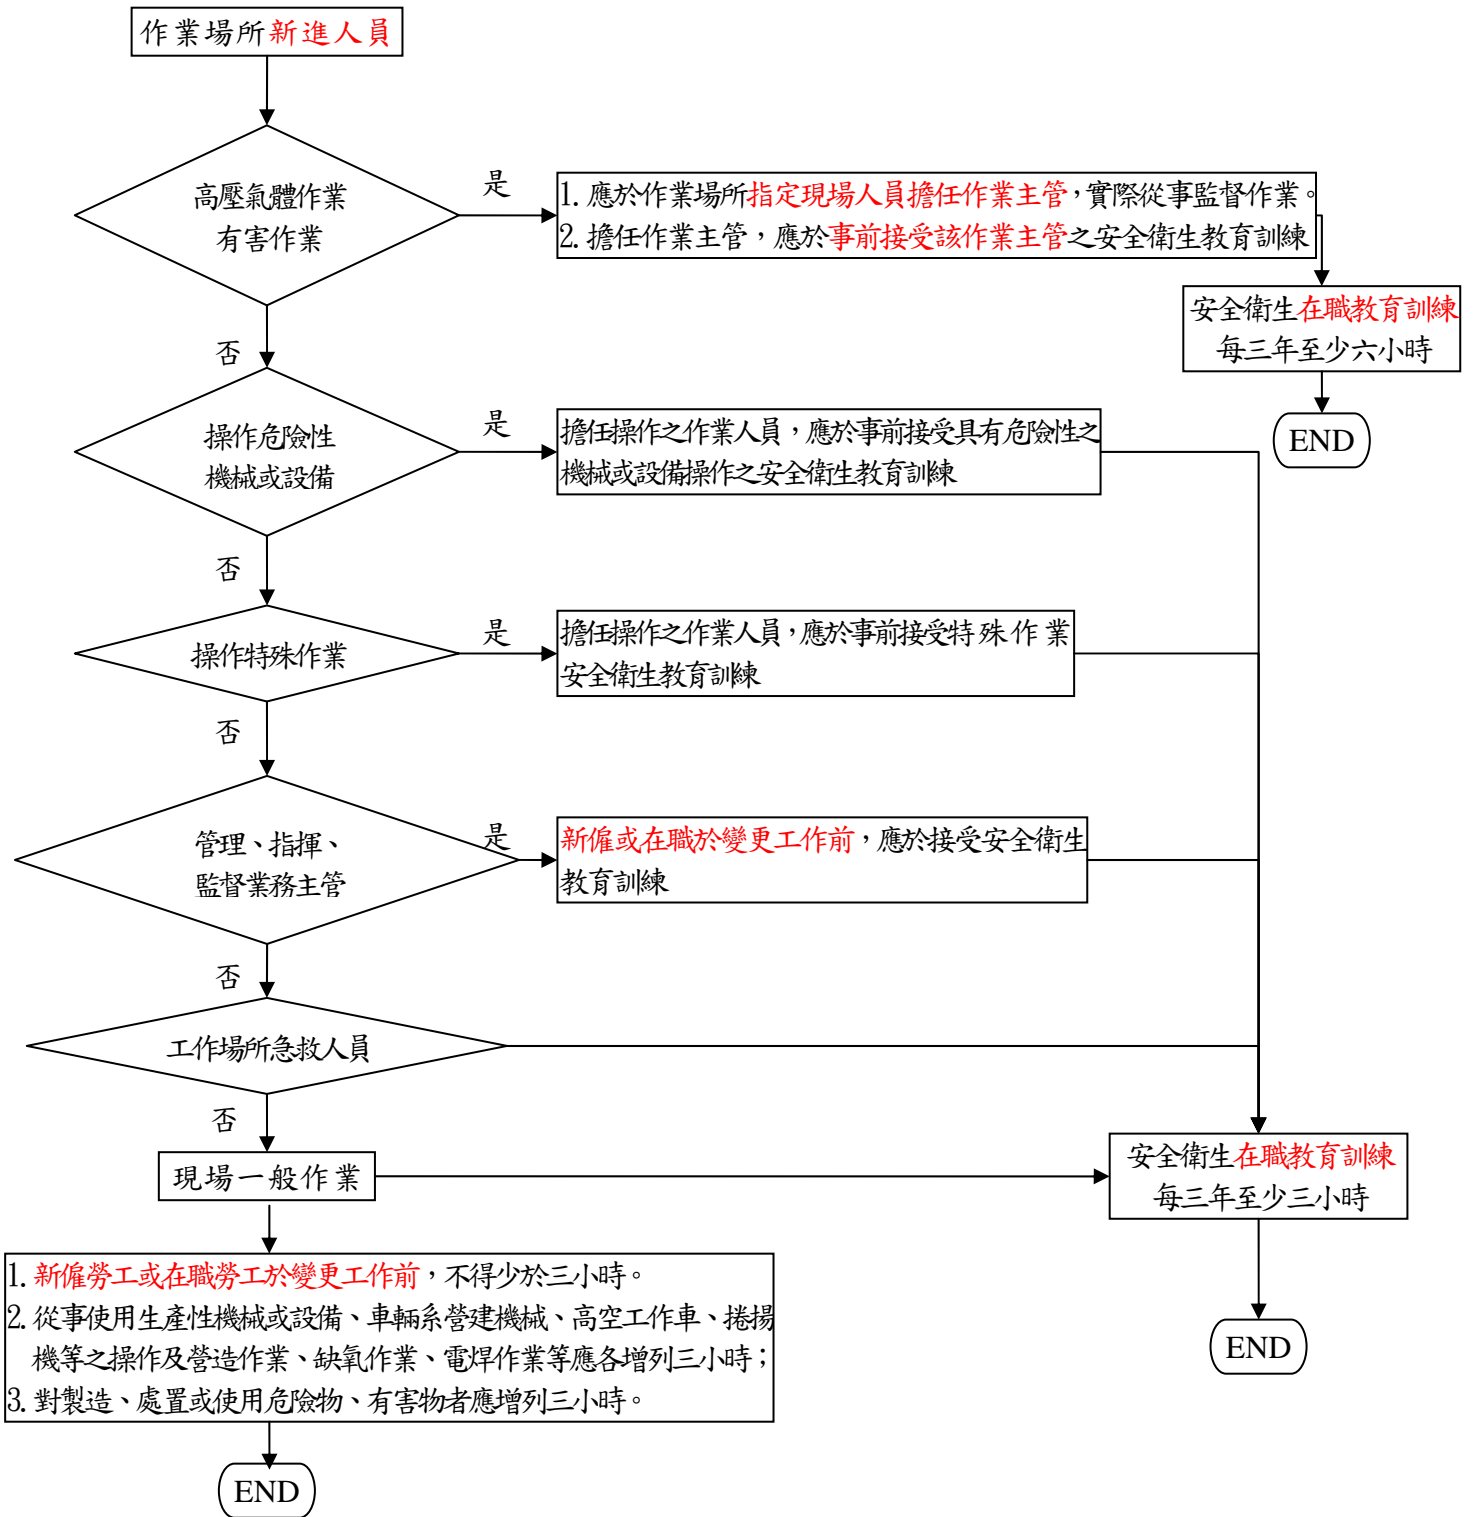 作業場所新進人員
高壓氣體作業
有害作業
是
1. 應於作業場所指定現場人員擔任作業主管，實際從事監督作業。
2. 擔任作業主管，應於事前接受該作業主管之安全衛生教育訓練
安全衛生在職教育訓練
每三年至少六小時
END
否
操作危險性
機械或設備
是
擔任操作之作業人員，應於事前接受具有危險性之
機械或設備操作之安全衛生教育訓練
否
操作特殊作業
是
擔任操作之作業人員，應於事前接受特殊作業
安全衛生教育訓練
否
管理、指揮、
監督業務主管
是
新僱或在職於變更工作前，應於接受安全衛生
教育訓練
否
工作場所急救人員
否
現場一般作業
安全衛生在職教育訓練
每三年至少三小時
END
1. 新僱勞工或在職勞工於變更工作前，不得少於三小時。
2. 從事使用生產性機械或設備、車輛系營建機械、高空工作車、捲揚
機等之操作及營造作業、缺氧作業、電焊作業等應各增列三小時；
3. 對製造、處置或使用危險物、有害物者應增列三小時。
END